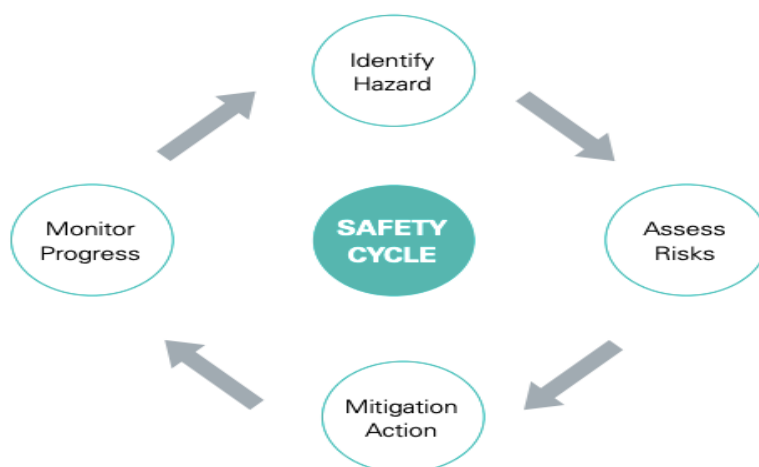 Identify
Hazard
Assess
Risks
Mitigation
Action
Monitor
Progress
SAFETY
CYCLE